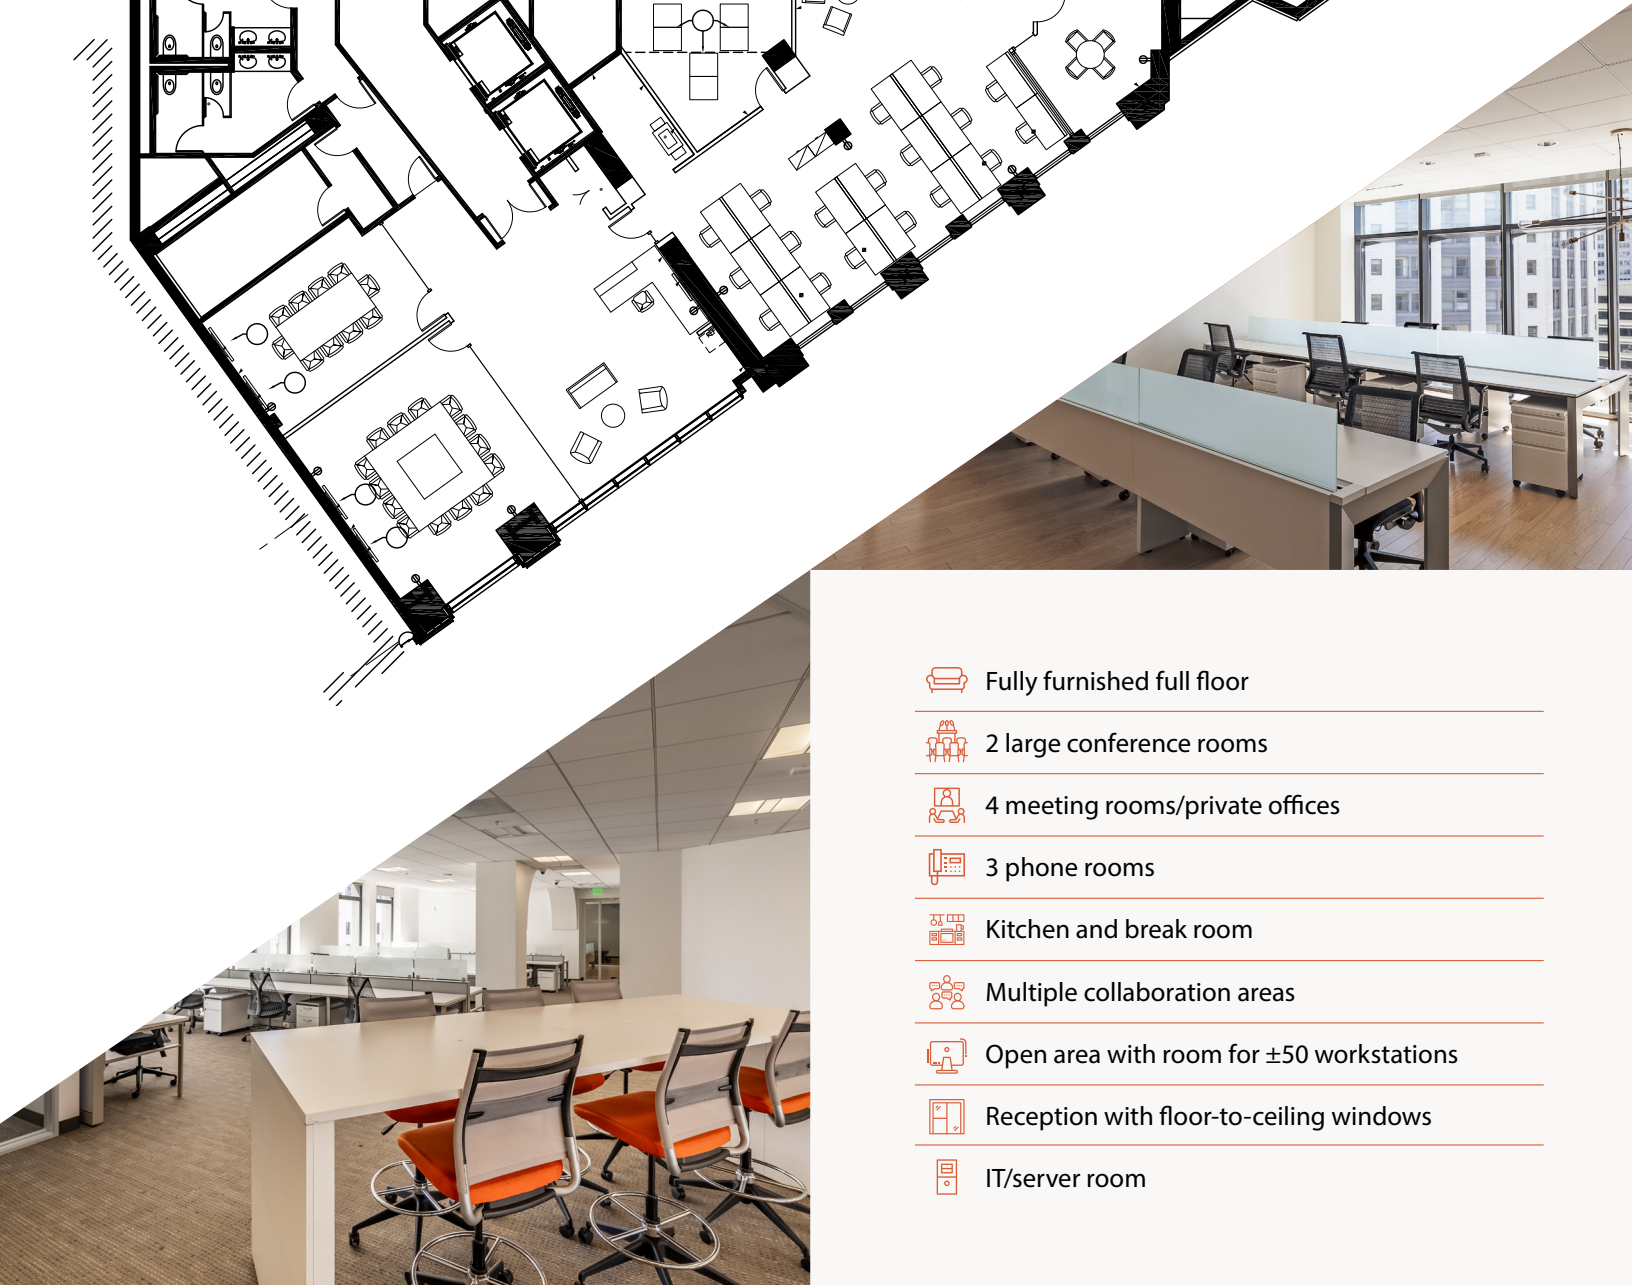 Fully furnished full floor
2 large conference rooms
4 meeting rooms/private offices
3 phone rooms
Kitchen and break room
Multiple collaboration areas
Open area with room for ±50 workstations
Reception with floor-to-ceiling windows
IT/server room